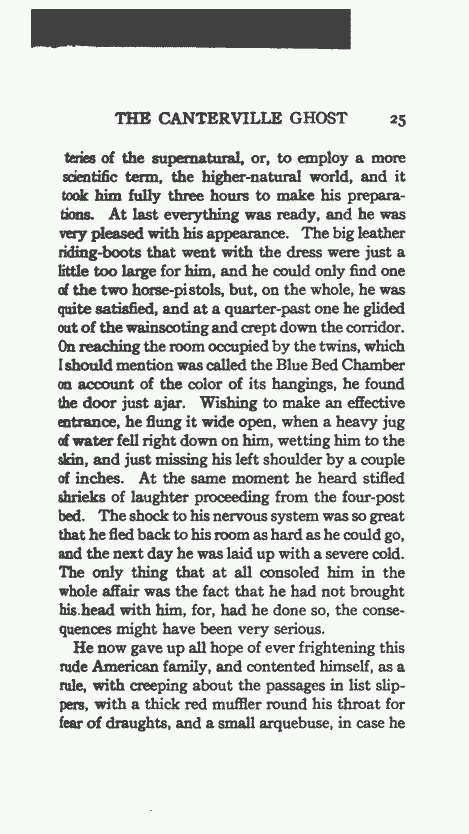 THE CANTERVILLE GHOST 25
teries of the supernatural, or, to employ a more
scientific term, the higher-natural world, and it
took him fully three hours to make his prepara-
tions. At last everything was ready, and he was
very pleased with his appearance. The big leather
riding-boots that went with the dress were just a
little too large for him, and he could only find one
of the two horse-pistols, but, on the whole, he was
quite satisfied, and at a quarter-past one he glided
out of the wainscoting and crept down the corridor.
On reaching the room occupied by the twins, which
I should mention was called the Blue Bed Chamber
on account of the color of its hangings, he found
the door just ajar. Wishing to make an effective
entrance, he flung it wide open, when a heavy jug
of water fell right down on him, wetting him to the
skin, and just missing his left shoulder by a couple
of inches. At the same moment he heard stifled
shrieks of laughter proceeding from the four-post
bed. The shock to his nervous system was so great
that he fled back to his room as hard as he could go,
and the next day he was laid up with a severe cold.
The only thing that at all consoled him in the
whole affair was the fact that he had not brought
his.head with him, for, had he done so, the conse-
quences might have been very serious.
He now gave up all hope of ever frightening this
rude American family, and contented himself, as a
rule, with creeping about the passages in list slip-
pers, with a thick red muffler round his throat for
fear of draughts, and a small arquebuse, in case he